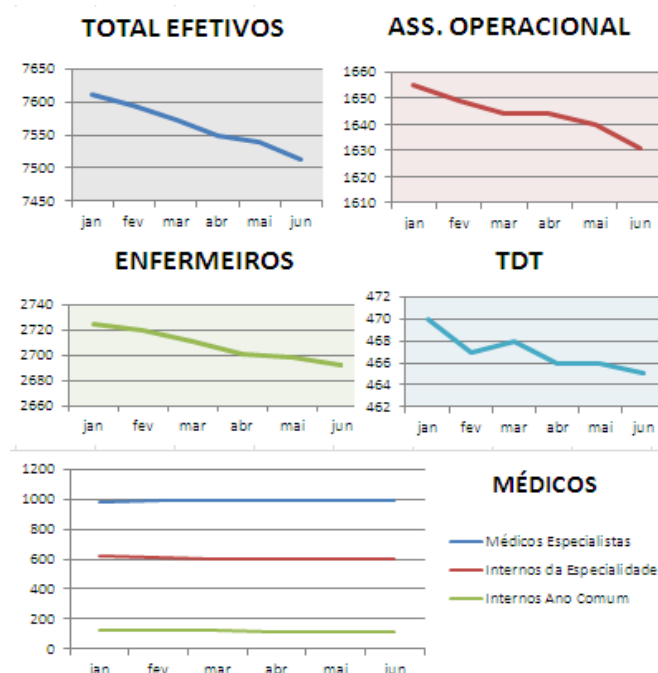 TOTAL EFETIVOS
7650
7600
7550
7500
7450
jan fev mar abr mai jun
ASS. OPERACIONAL
1660
1650
1640
1630
1620
1610
jan fev mar abr mai jun
ENFERMEIROS
2740
2720
2700
2680
2660
jan fev mar abr mai jun
TDT
472
470
468
466
464
462
jan fev mar abr mai jun
1200
1000
800
600
400
200
0
jan fev mar abr mai jun
MÉDICOS
Médicos Especialistas
Internos da Especialidade
Internos Ano Comum